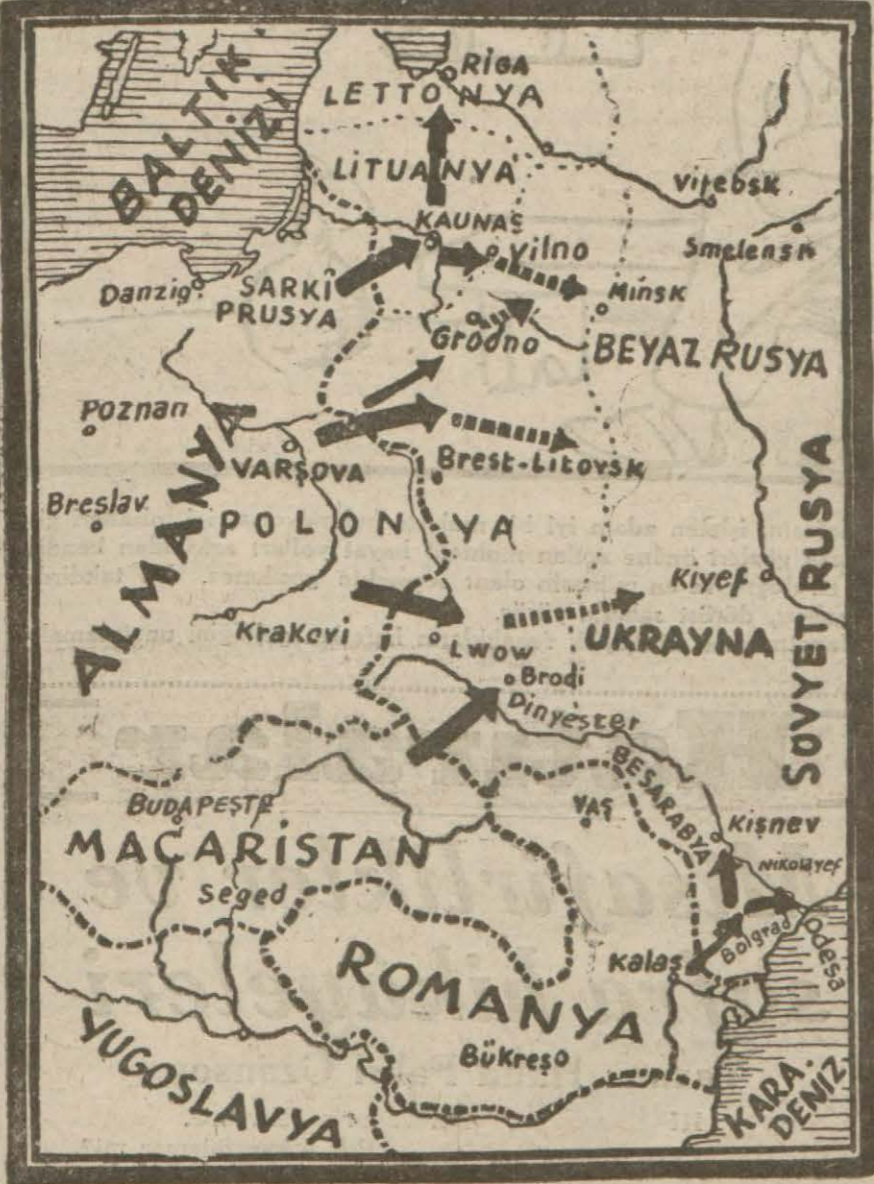 BALTIK
DENİZİ
RİGA
LETTONYA
LİTUANYA
Vitebsk
KAUNAS
Vilno
Smelensk
Danzig
SARKÎ
PRUSYA
Minsk
Grodno
BEYAZ RUSYA
Poznan
VARŞOVA
Brest-Litovsk
Breslav
ALMANYA
POLONYA
SOVYET RUSYA
Kiyef
Krakovi
UKRAYNA
LWOW
Brodi
Dinyester
BESARABYA
BUDAPEŞTE
YAŞ
Kişnev
MACARİSTAN
Nikolayef
Seged
Bolgrad
Odesa
Kalas
ROMANYA
Bükreşo
YUGOSLAVYA
KARA-
DENİZ